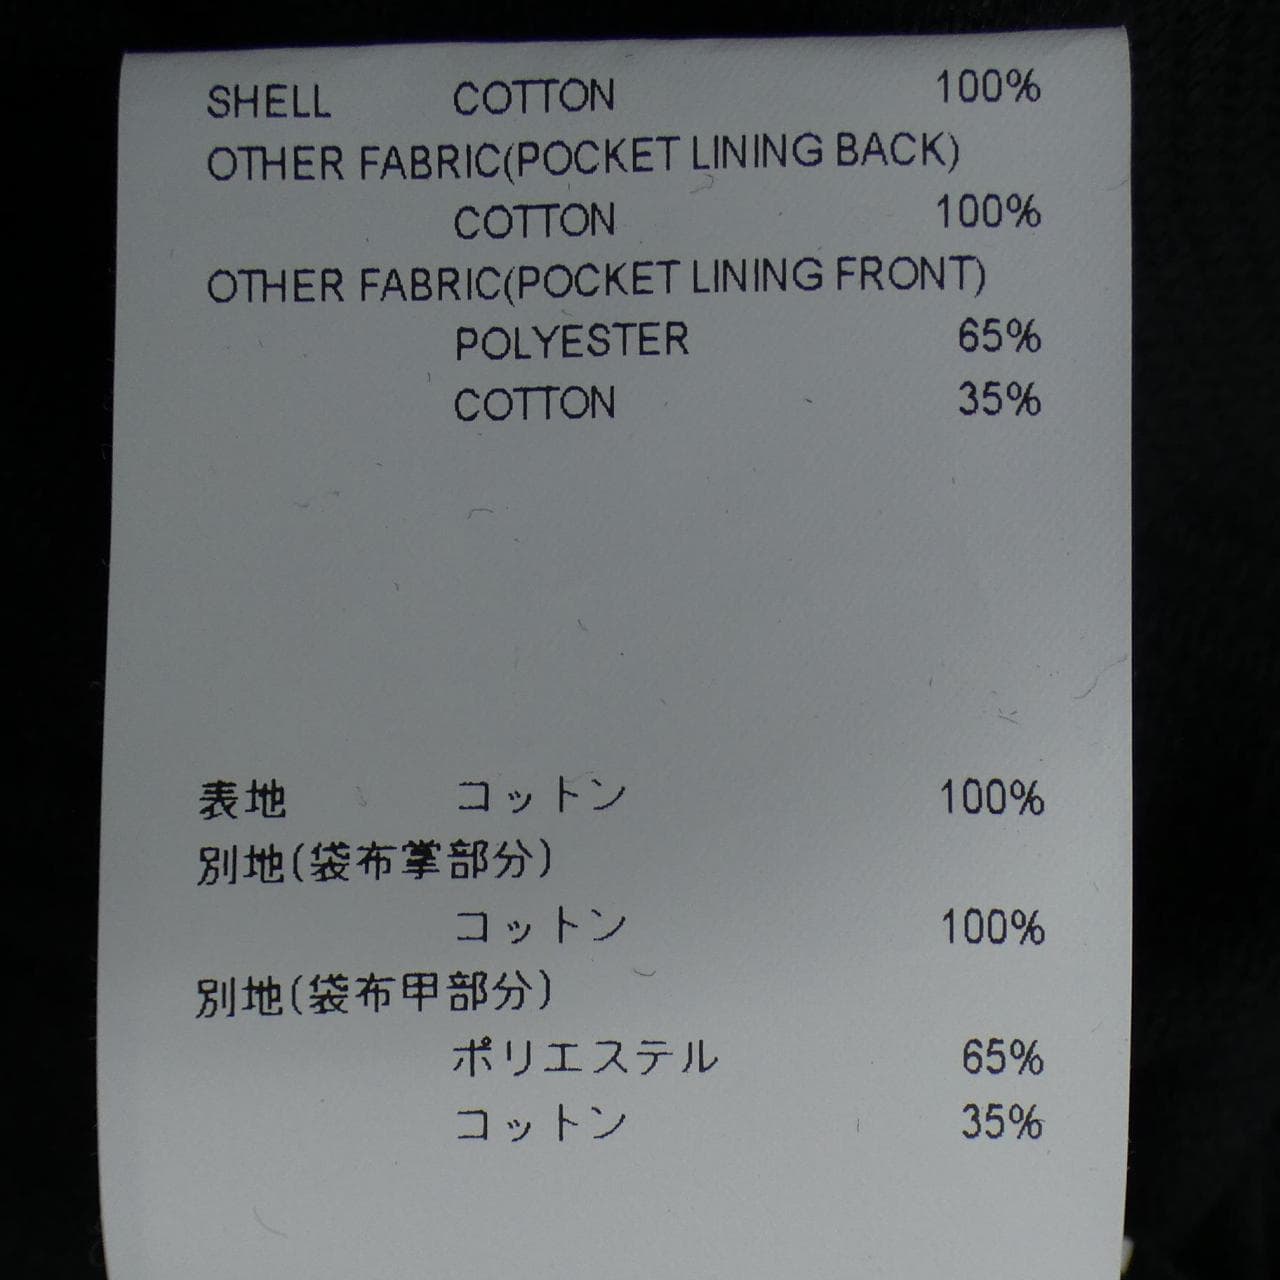 SHELL COTTON 100%
OTHER FABRIC(POCKET LINING BACK)
COTTON 100%
OTHER FABRIC(POCKET LINING FRONT)
POLYESTER 65%
COTTON 35%
表地 コットン 100%
別地(袋布掌部分)
コットン 100%
別地(袋布甲部分)
ポリエステル 65%
コットン 35%